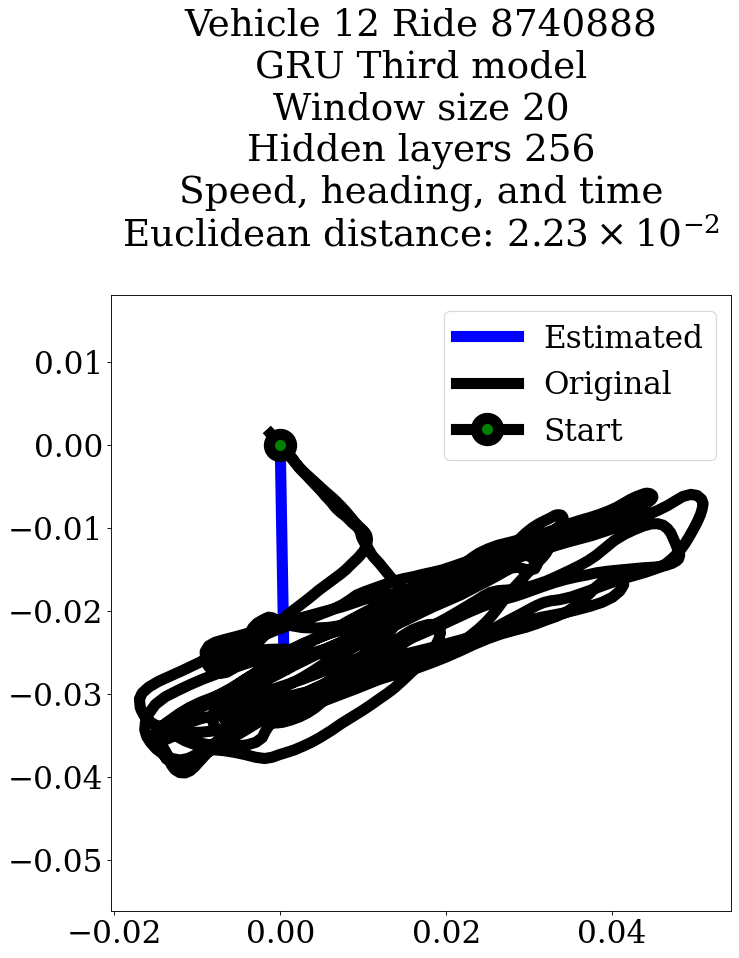 Vehicle 12 Ride 8740888
GRU Third model
Window size 20
Hidden layers 256
Speed, heading, and time
Euclidean distance: 2.23 × 10⁻²
Estimated
Original
Start
0.01
0.00
−0.01
−0.02
−0.03
−0.04
−0.05
−0.02 0.00 0.02 0.04